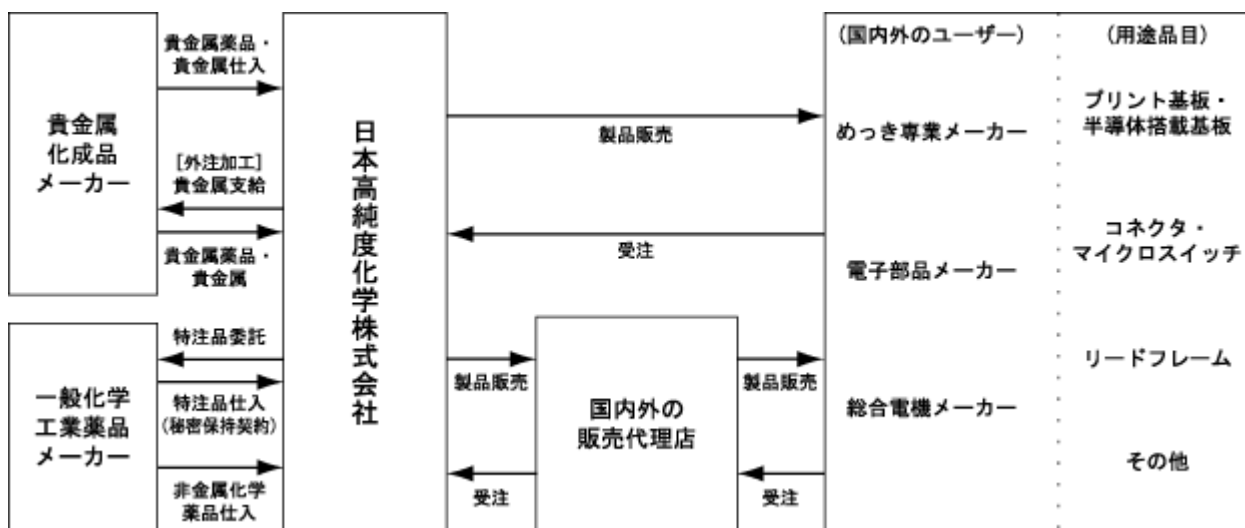 貴金属
化成品
メーカー
貴金属薬品・
貴金属仕入
［外注加工］
貴金属支給
貴金属薬品・
貴金属
一般化学
工業薬品
メーカー
特注品委託
特注品仕入
（秘密保持契約）
非金属化学
薬品仕入
日本高純度化学株式会社
製品販売
受注
製品販売
受注
国内外の
販売代理店
製品販売
受注
（国内外のユーザー）
めっき専業メーカー
電子部品メーカー
総合電機メーカー
（用途品目）
プリント基板・
半導体搭載基板
コネクタ・
マイクロスイッチ
リードフレーム
その他